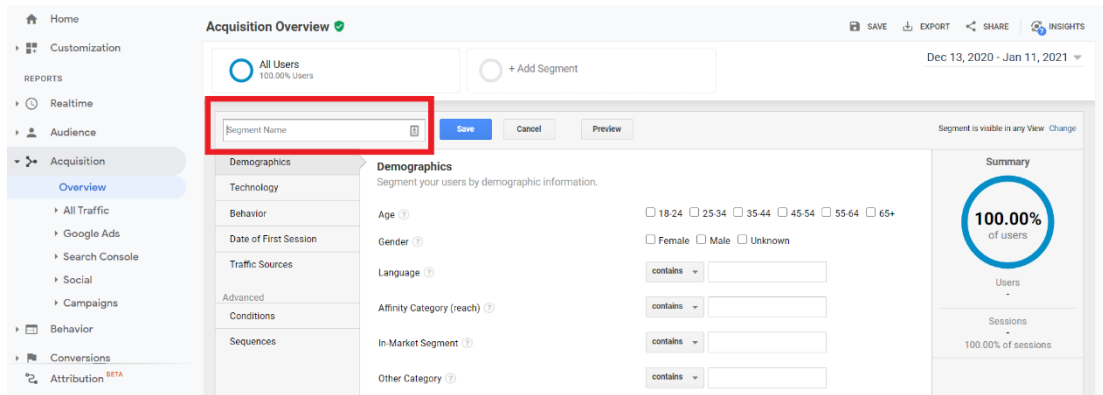 Home
Customization
REPORTS
Realtime
Audience
Acquisition
Overview
All Traffic
Google Ads
Search Console
Social
Campaigns
Behavior
Conversions
Attribution BETA
Acquisition Overview
SAVE
EXPORT
SHARE
INSIGHTS
All Users
100.00% Users
+ Add Segment
Dec 13, 2020 - Jan 11, 2021
Segment Name
Save
Cancel
Preview
Segment is visible in any View Change
Demographics
Technology
Behavior
Date of First Session
Traffic Sources
Advanced
Conditions
Sequences
Demographics
Segment your users by demographic information.
Age ?
18-24 25-34 35-44 45-54 55-64 65+
Gender ?
Female Male Unknown
Language ?
contains
Affinity Category (reach) ?
contains
In-Market Segment ?
contains
Other Category ?
contains
Summary
100.00%
of users
Users
-
Sessions
-
100.00% of sessions